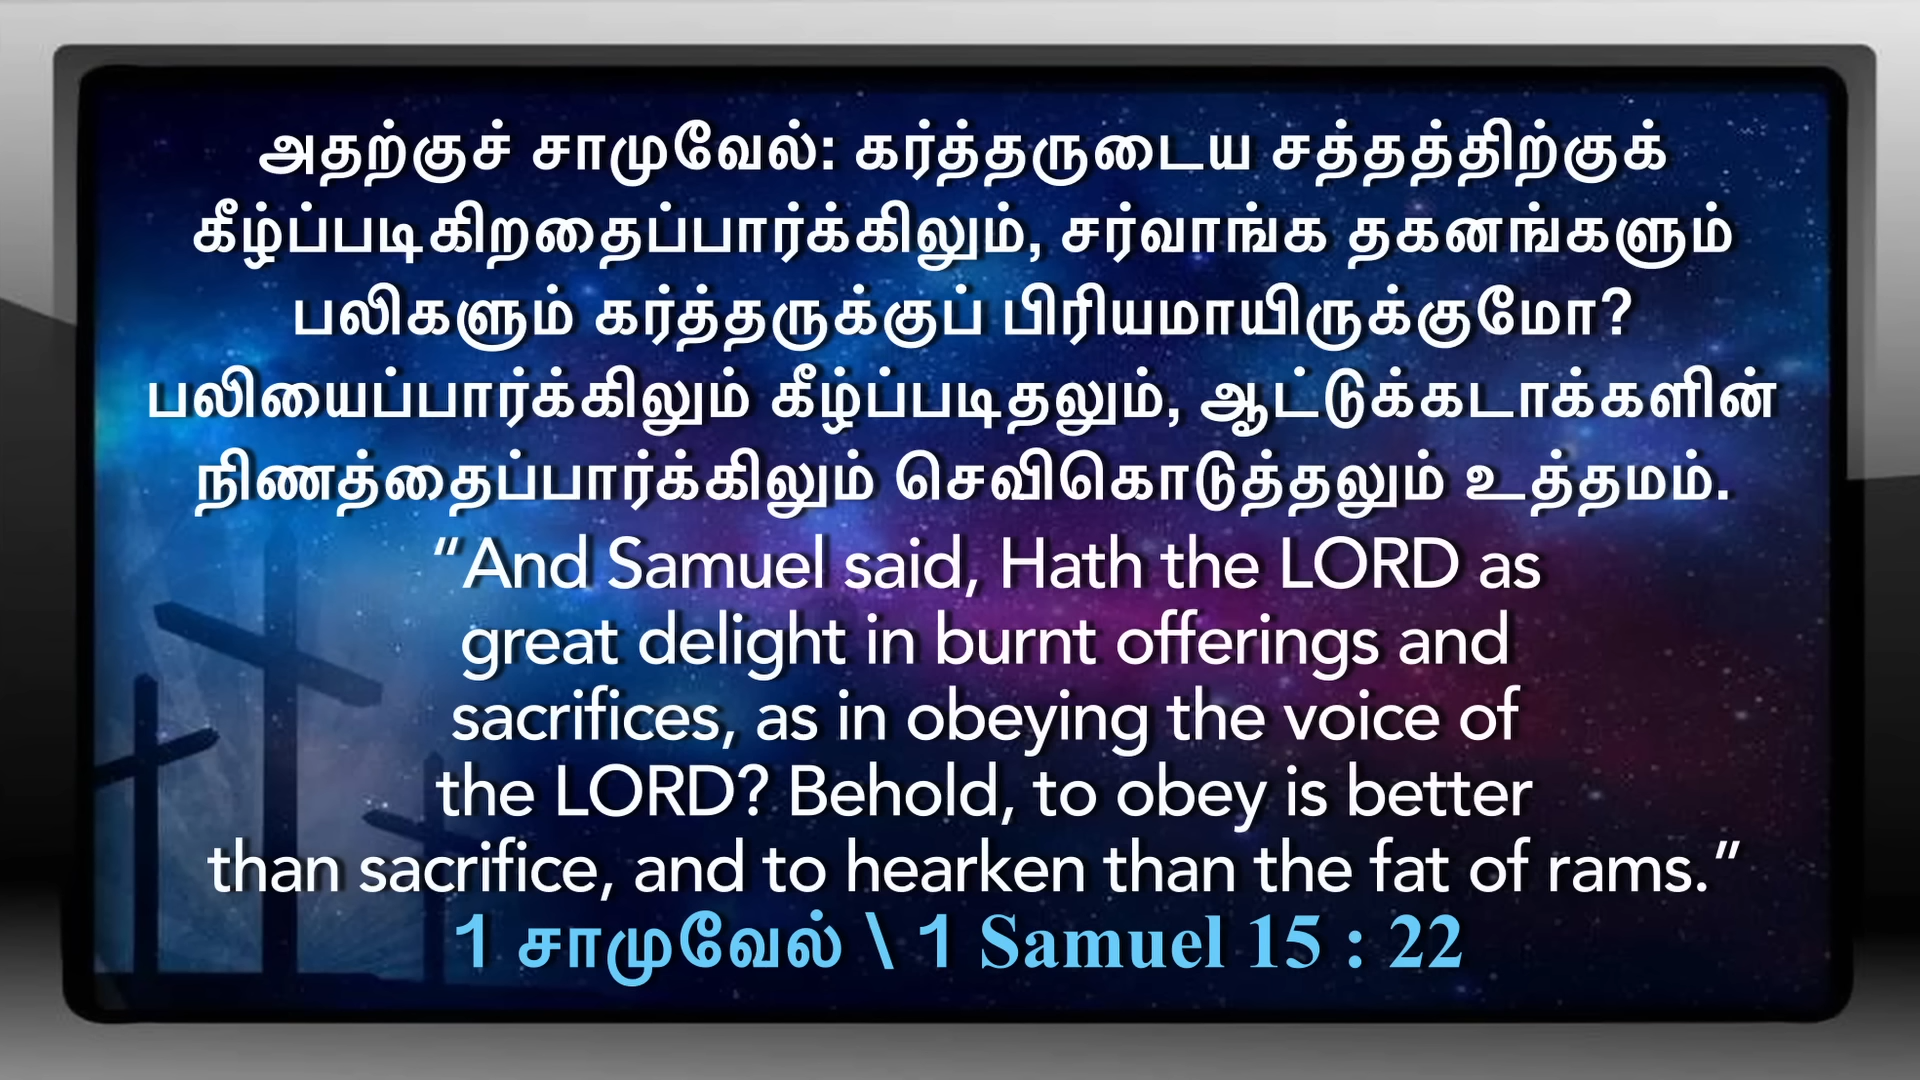 அதற்குச் சாமுவேல்: கர்த்தருடைய சத்தத்திற்குக்
கீழ்ப்படிகிறதைப்பார்க்கிலும், சர்வாங்க தகனங்களும்
பலிகளும் கர்த்தருக்குப் பிரியமாயிருக்குமோ?
பலியைப்பார்க்கிலும் கீழ்ப்படிதலும், ஆட்டுக்கடாக்களின்
நிணத்தைப்பார்க்கிலும் செவிகொடுத்தலும் உத்தமம்.
“And Samuel said, Hath the LORD as
great delight in burnt offerings and
sacrifices, as in obeying the voice of
the LORD? Behold, to obey is better
than sacrifice, and to hearken than the fat of rams.”
1 சாமுவேல் \ 1 Samuel 15 : 22